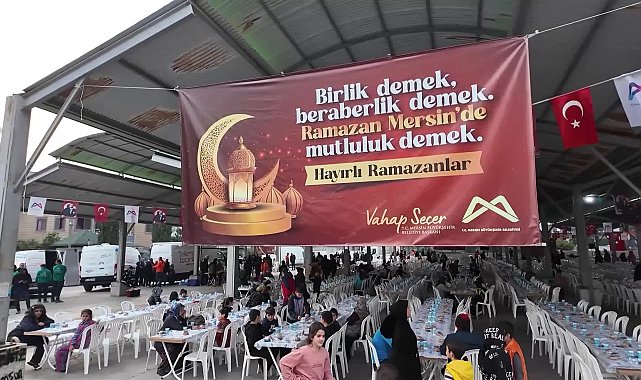 Birlik demek,
beraberlik demek.
Ramazan Mersin'de
mutluluk demek.
Hayırlı Ramazanlar
Vahap Seçer
T.C. MERSİN BÜYÜKŞEHİR
BELEDİYE BAŞKANI
T.C. MERSİN BÜYÜKŞEHİR BELEDİYESİ
KEEP